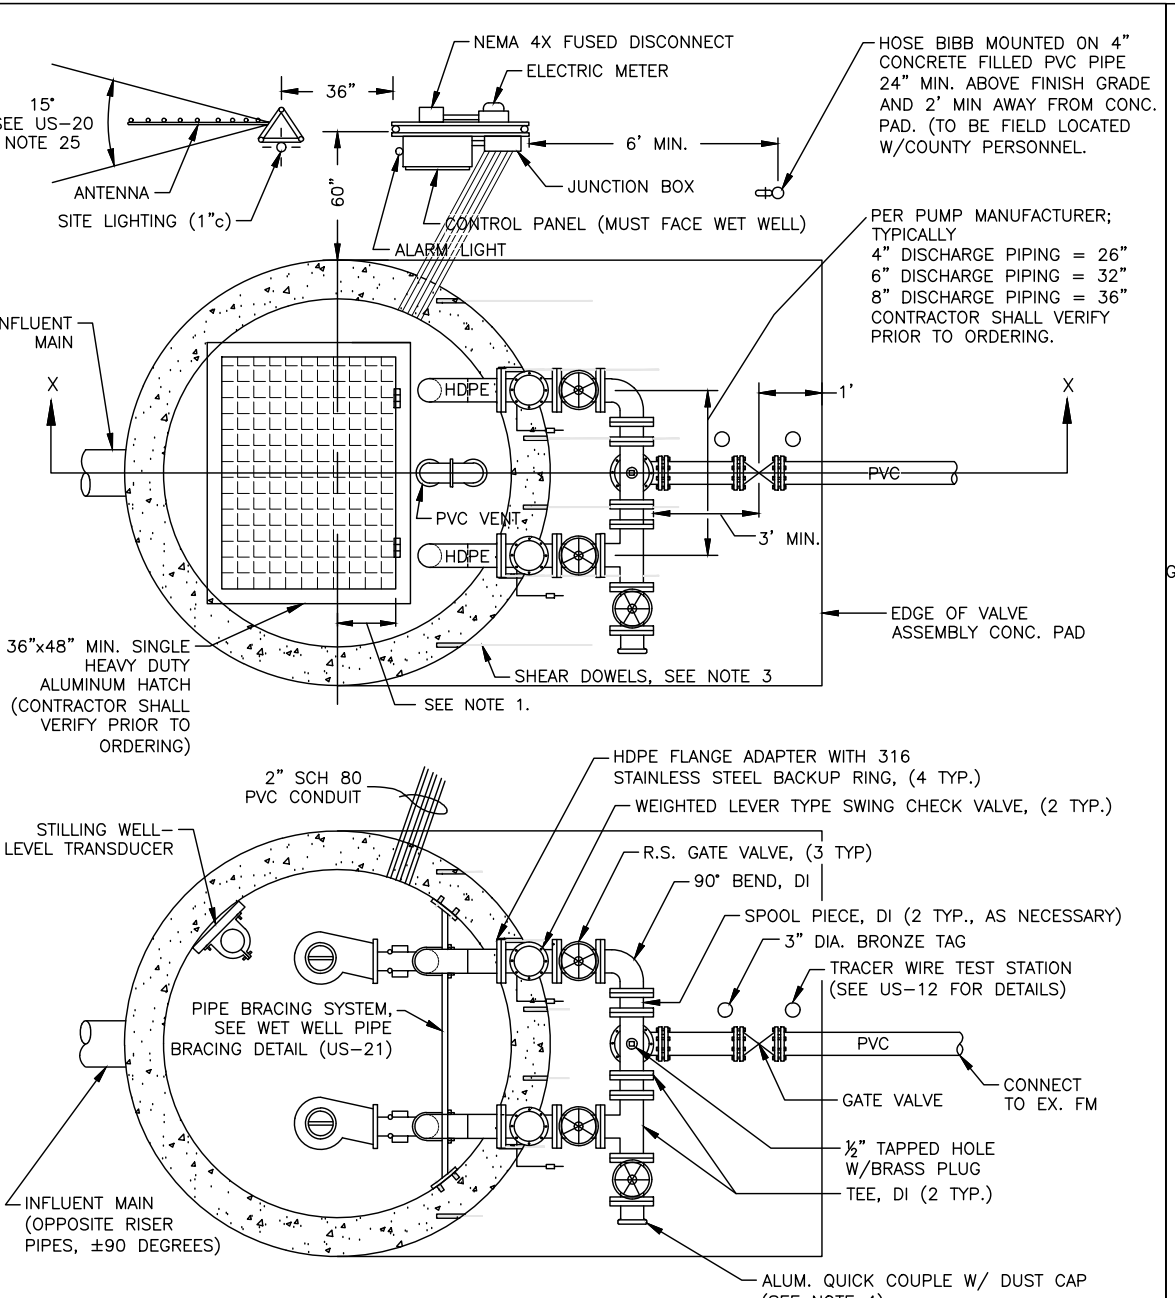 NEMA 4X FUSED DISCONNECT
ELECTRIC METER
HOSE BIBB MOUNTED ON 4"
CONCRETE FILLED PVC PIPE
24" MIN. ABOVE FINISH GRADE
AND 2' MIN AWAY FROM CONC.
PAD. (TO BE FIELD LOCATED
W/COUNTY PERSONNEL.
36"
15°
SEE US-20
NOTE 25
6' MIN.
ANTENNA
SITE LIGHTING (1"c)
60"
JUNCTION BOX
CONTROL PANEL (MUST FACE WET WELL)
ALARM LIGHT
PER PUMP MANUFACTURER;
TYPICALLY
4" DISCHARGE PIPING = 26"
6" DISCHARGE PIPING = 32"
8" DISCHARGE PIPING = 36"
CONTRACTOR SHALL VERIFY
PRIOR TO ORDERING.
NFLUENT
MAIN
X
X
HDPE
1'
PVC
PVC VENT
3' MIN.
HDPE
G
EDGE OF VALVE
ASSEMBLY CONC. PAD
36"x48" MIN. SINGLE
HEAVY DUTY
ALUMINUM HATCH
(CONTRACTOR SHALL
VERIFY PRIOR TO
ORDERING)
SHEAR DOWELS, SEE NOTE 3
SEE NOTE 1.
HDPE FLANGE ADAPTER WITH 316
STAINLESS STEEL BACKUP RING, (4 TYP.)
2" SCH 80
PVC CONDUIT
WEIGHTED LEVER TYPE SWING CHECK VALVE, (2 TYP.)
STILLING WELL-
LEVEL TRANSDUCER
R.S. GATE VALVE, (3 TYP)
90° BEND, DI
SPOOL PIECE, DI (2 TYP., AS NECESSARY)
3" DIA. BRONZE TAG
TRACER WIRE TEST STATION
(SEE US-12 FOR DETAILS)
PIPE BRACING SYSTEM,
SEE WET WELL PIPE
BRACING DETAIL (US-21)
PVC
CONNECT
TO EX. FM
GATE VALVE
½" TAPPED HOLE
W/BRASS PLUG
TEE, DI (2 TYP.)
INFLUENT MAIN
(OPPOSITE RISER
PIPES, ±90 DEGREES)
ALUM. QUICK COUPLE W/ DUST CAP
(SEE NOTE 4)